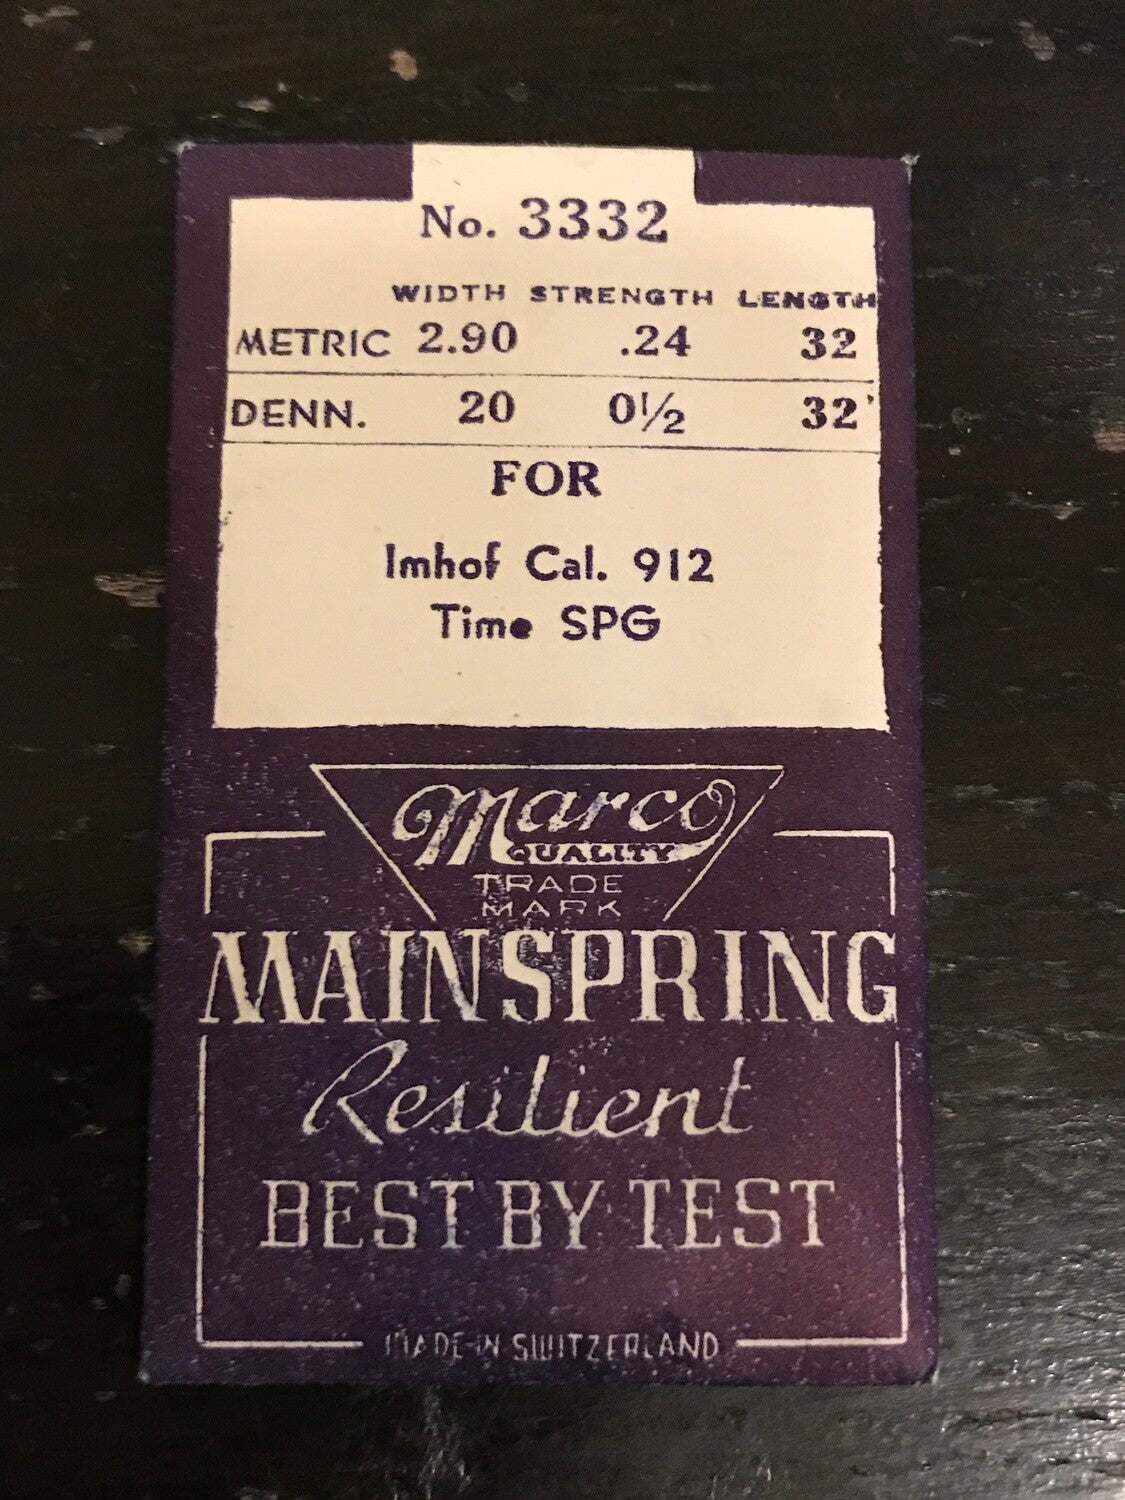 No. 3332
WIDTH STRENGTH LENGTH
METRIC 2.90 .24 32
DENN. 20 0½ 32'
FOR
Imhof Cal. 912
Time SPG
Marco
QUALITY
TRADE
MARK
MAINSPRING
Resilient
BEST BY TEST
MADE IN SWITZERLAND